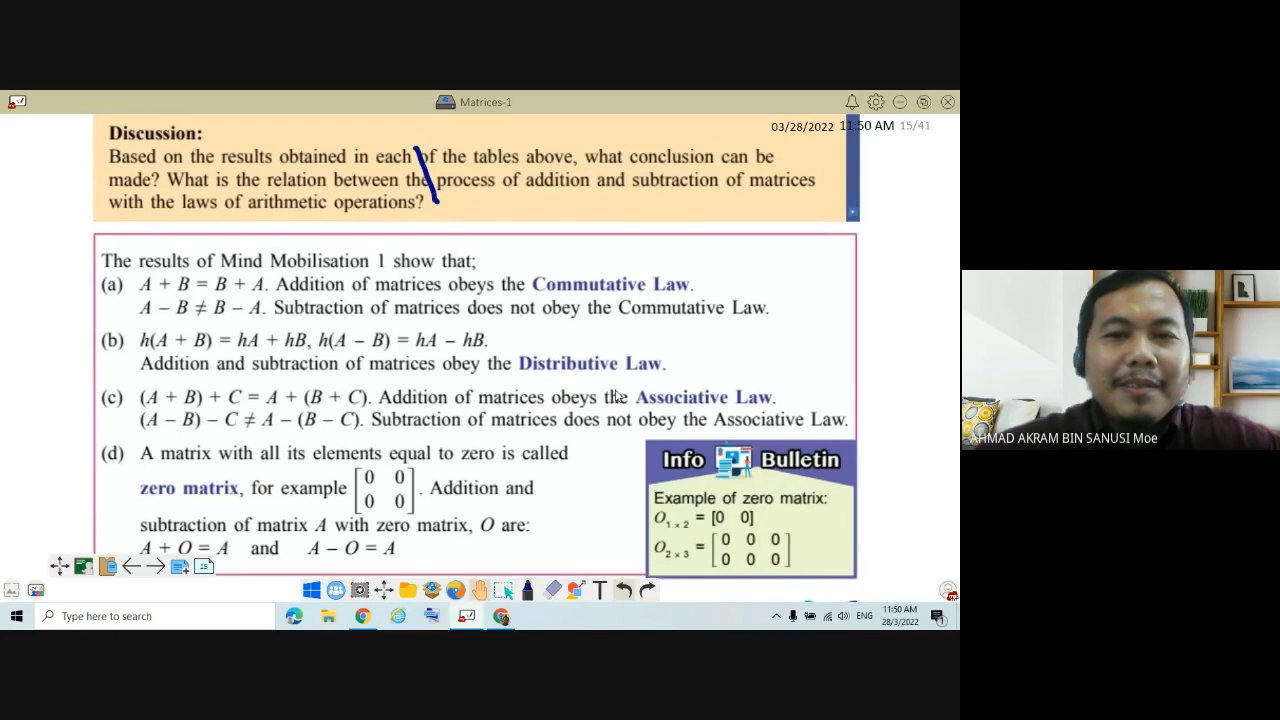 Matrices-1
03/28/2022 11:50 AM 15/41
Discussion:
Based on the results obtained in each of the tables above, what conclusion can be
made? What is the relation between the process of addition and subtraction of matrices
with the laws of arithmetic operations?
The results of Mind Mobilisation 1 show that;
(a) A + B = B + A. Addition of matrices obeys the Commutative Law.
A − B ≠ B − A. Subtraction of matrices does not obey the Commutative Law.
(b) h(A + B) = hA + hB, h(A − B) = hA − hB.
Addition and subtraction of matrices obey the Distributive Law.
(c) (A + B) + C = A + (B + C). Addition of matrices obeys the Associative Law.
(A − B) − C ≠ A − (B − C). Subtraction of matrices does not obey the Associative Law.
(d) A matrix with all its elements equal to zero is called
zero matrix, for example [0 0
0 0]. Addition and
subtraction of matrix A with zero matrix, O are:
A + O = A and A − O = A
Info Bulletin
Example of zero matrix:
O1 × 2 = [0 0]
O2 × 3 = [0 0 0
0 0 0]
15
Type here to search
ENG
11:50 AM
28/3/2022
AHMAD AKRAM BIN SANUSI Moe